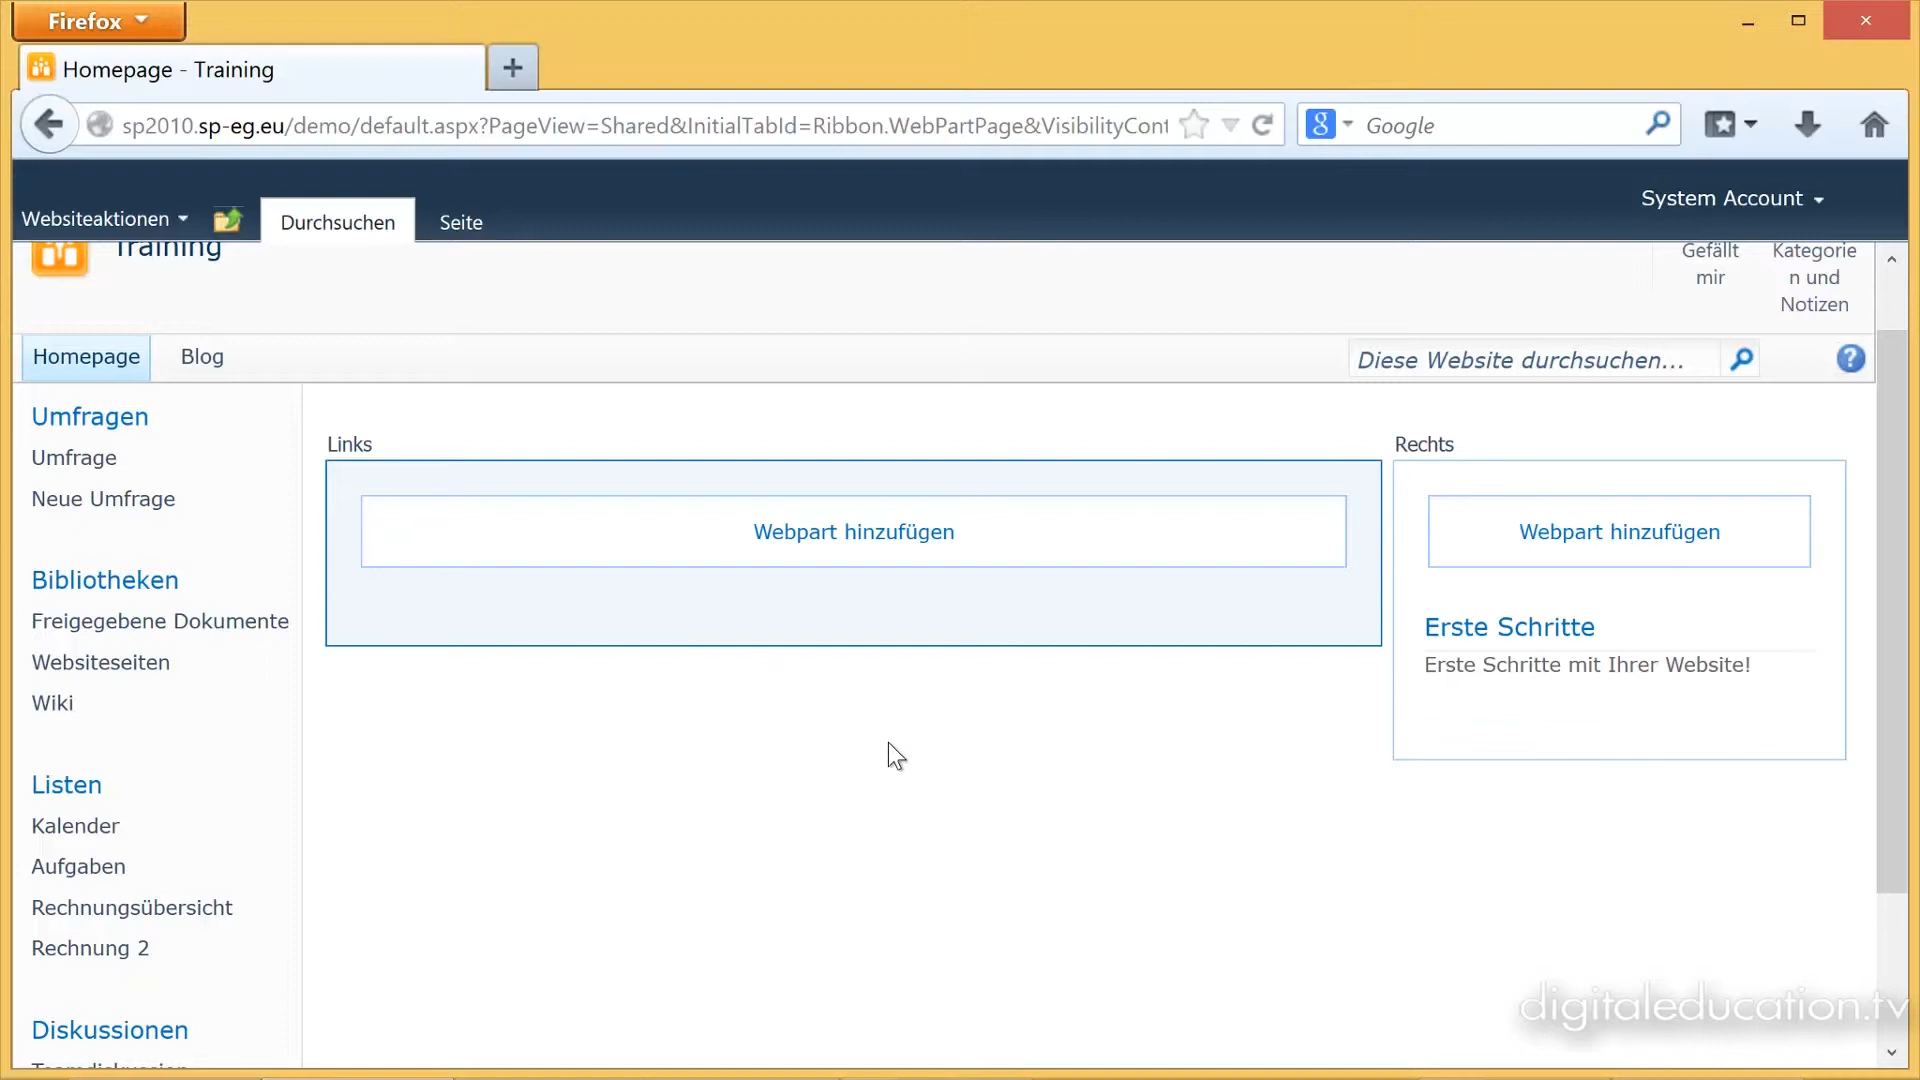 Firefox
Homepage - Training
sp2010.sp-eg.eu/demo/default.aspx?PageView=Shared&InitialTabId=Ribbon.WebPartPage&VisibilityCont
Google
Websiteaktionen
Durchsuchen
Seite
System Account
Training
Gefällt
mir
Kategorie
n und
Notizen
Homepage
Blog
Diese Website durchsuchen...
Umfragen
Umfrage
Neue Umfrage
Bibliotheken
Freigegebene Dokumente
Websiteseiten
Wiki
Listen
Kalender
Aufgaben
Rechnungsübersicht
Rechnung 2
Diskussionen
Teamdiskussion
Links
Webpart hinzufügen
Rechts
Webpart hinzufügen
Erste Schritte
Erste Schritte mit Ihrer Website!
digitaleducation.tv